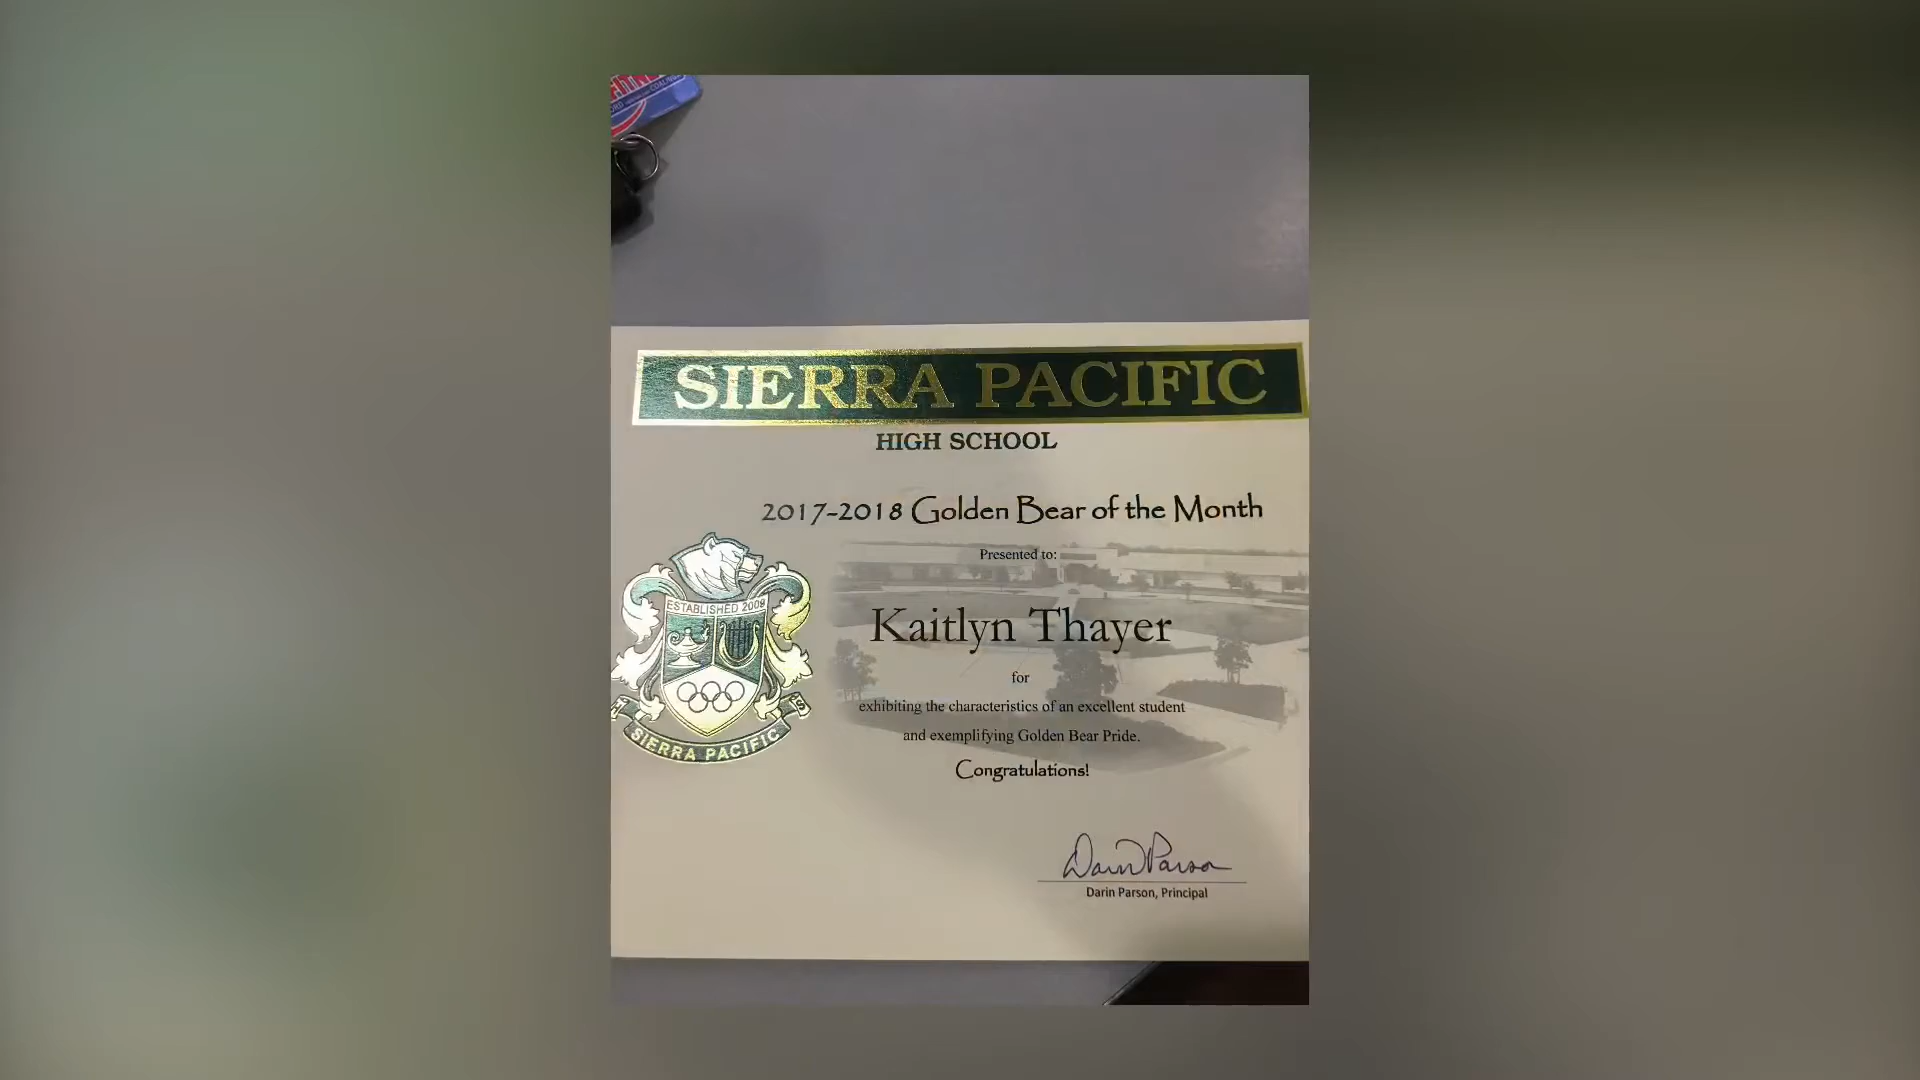 SIERRA PACIFIC
HIGH SCHOOL
2017-2018 Golden Bear of the Month
Presented to:
Kaitlyn Thayer
for
exhibiting the characteristics of an excellent student
and exemplifying Golden Bear Pride.
Congratulations!
ESTABLISHED 2009
SIERRA PACIFIC
Darin Parson
Darin Parson, Principal